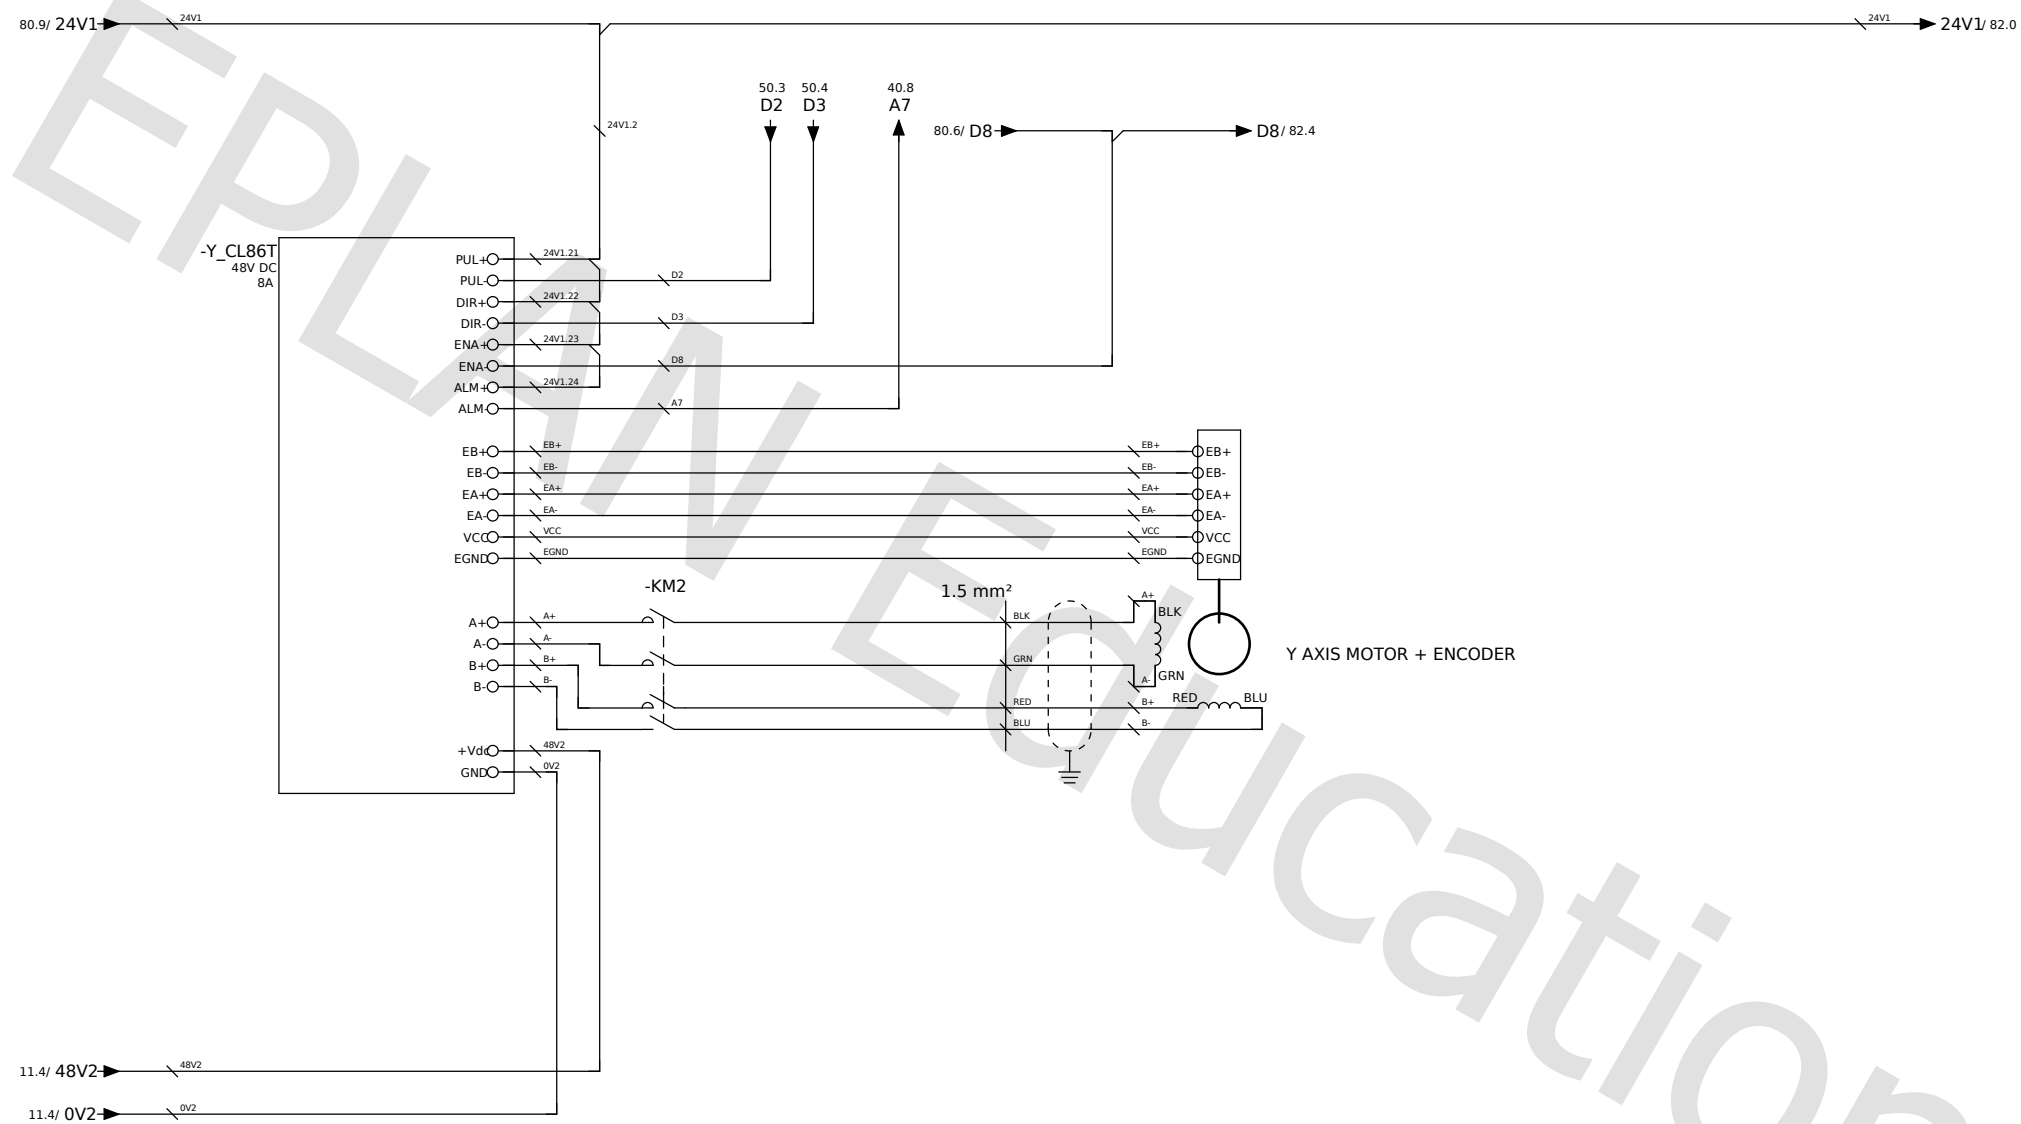 80.9/ 24V1
24V1
24V1
24V1/ 82.0
50.3 50.4 40.8
D2 D3 A7
80.6/ D8
D8/ 82.4
24V1.2
-Y_CL86T
48V DC
8A
PUL+ 24V1.21
PUL- D2
DIR+ 24V1.22
DIR- D3
ENA+ 24V1.23
ENA- D8
ALM+ 24V1.24
ALM- A7
EB+ EB+ EB+ EB+
EB- EB- EB- EB-
EA+ EA+ EA+ EA+
EA- EA- EA- EA-
VCC VCC VCC VCC
EGND EGND EGND EGND
-KM2
1.5 mm²
A+ A+ BLK A+ BLK
A- A-
B+ B+ GRN A- GRN
B- B-
RED B+ RED BLU
BLU B-
Y AXIS MOTOR + ENCODER
+Vdc 48V2
GND 0V2
11.4/ 48V2 48V2
11.4/ 0V2 0V2
EPLAN Education